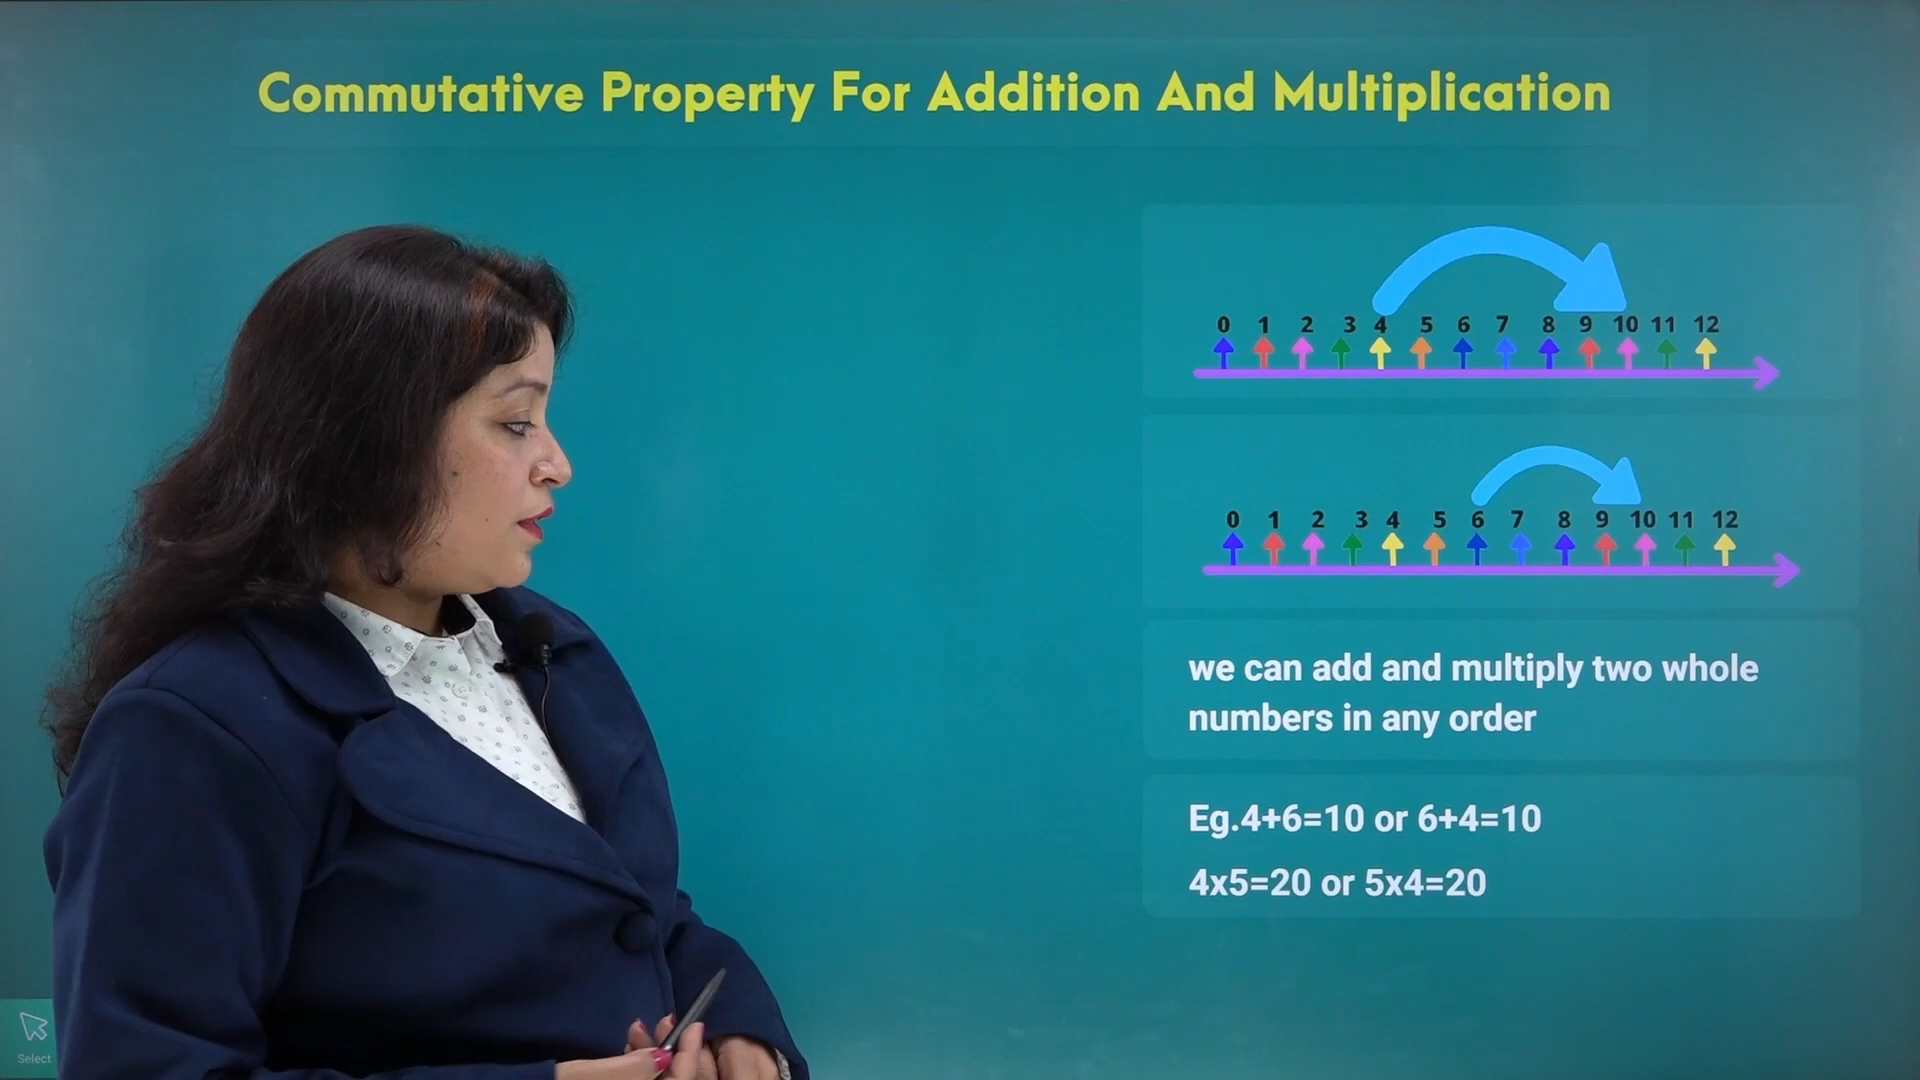 Commutative Property For Addition And Multiplication
0 1 2 3 4 5 6 7 8 9 10 11 12
0 1 2 3 4 5 6 7 8 9 10 11 12
we can add and multiply two whole
numbers in any order
Eg.4+6=10 or 6+4=10
4x5=20 or 5x4=20
Select